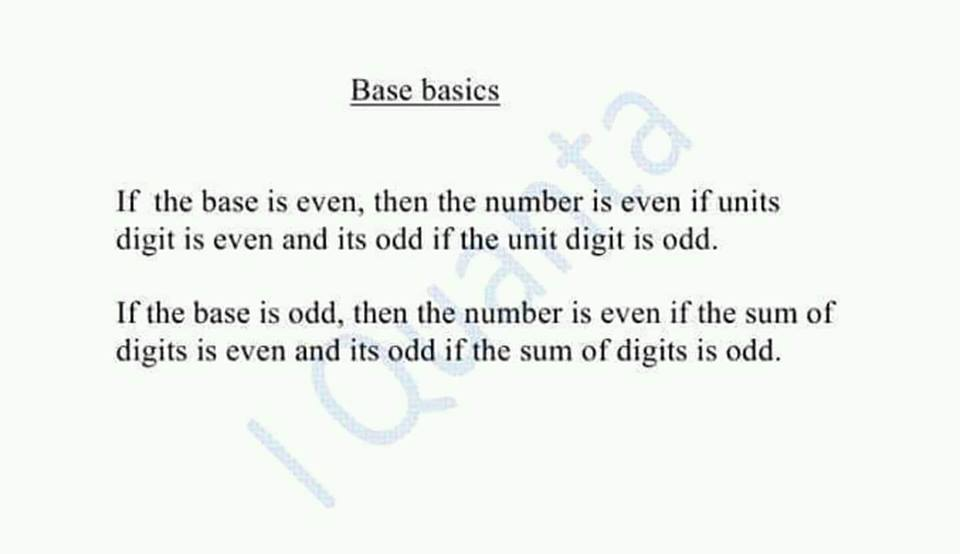 Base basics
If the base is even, then the number is even if units
digit is even and its odd if the unit digit is odd.
If the base is odd, then the number is even if the sum of
digits is even and its odd if the sum of digits is odd.
I Quanta